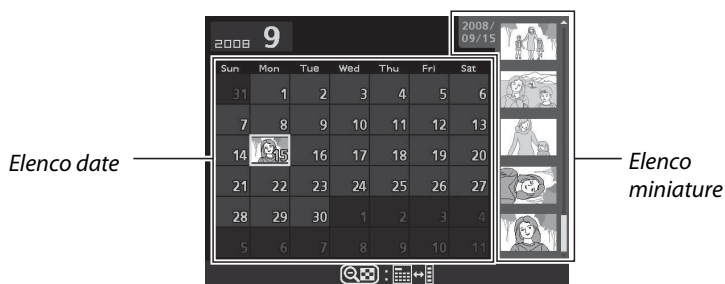 2008 9
2008/
09/15
Sun Mon Tue Wed Thu Fri Sat
31 1 2 3 4 5 6
7 8 9 10 11 12 13
14 15 16 17 18 19 20
21 22 23 24 25 26 27
28 29 30 1 2 3 4
5 6 7 8 9 10 11
:
Elenco date
Elenco
miniature